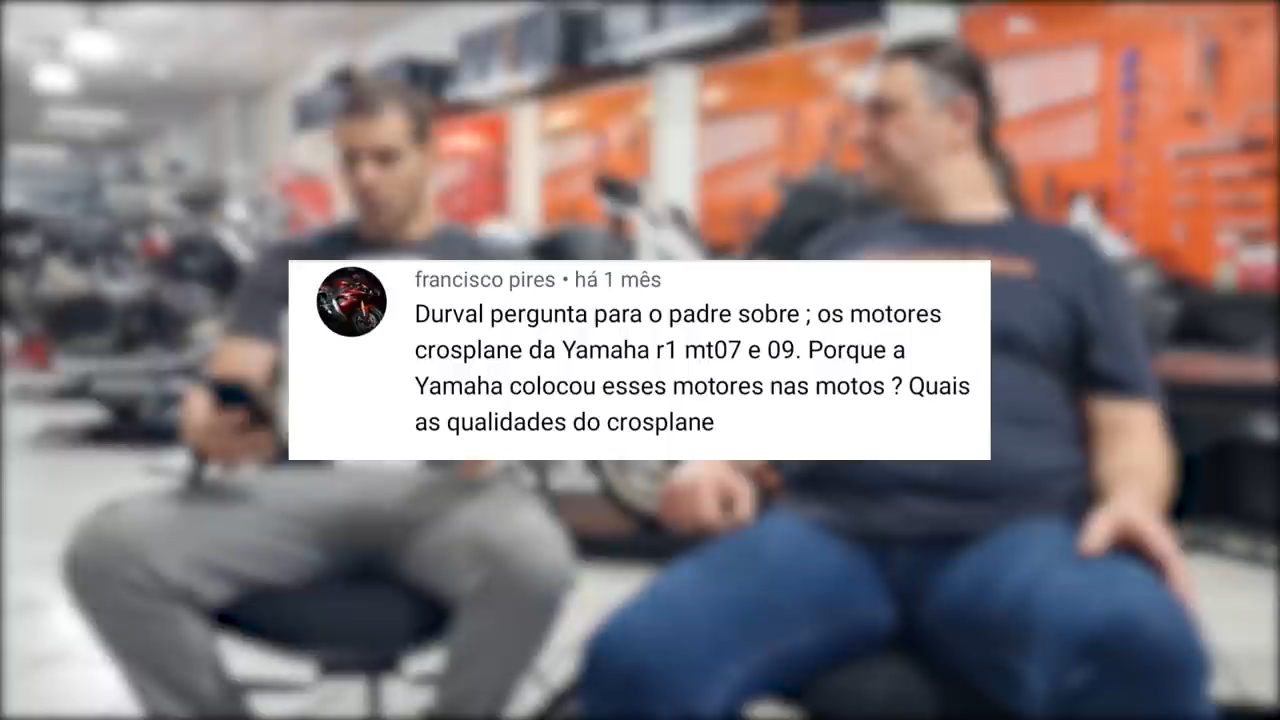 francisco pires • há 1 mês
Durval pergunta para o padre sobre ; os motores
crosplane da Yamaha r1 mt07 e 09. Porque a
Yamaha colocou esses motores nas motos ? Quais
as qualidades do crosplane